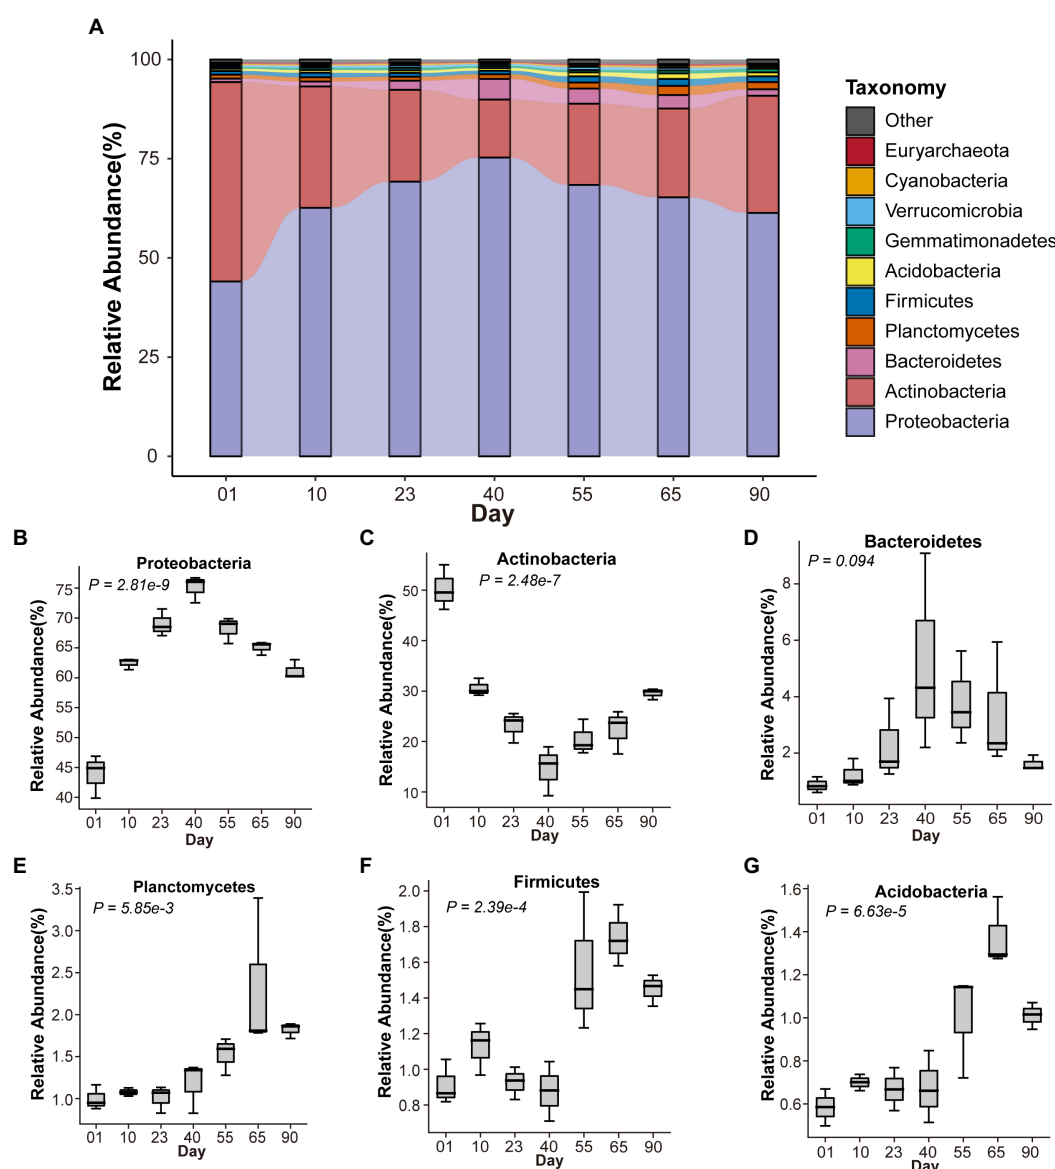 A
100
75
50
25
0
Relative Abundance(%)
01 10 23 40 55 65 90
Day
Taxonomy
Other
Euryarchaeota
Cyanobacteria
Verrucomicrobia
Gemmatimonadetes
Acidobacteria
Firmicutes
Planctomycetes
Bacteroidetes
Actinobacteria
Proteobacteria
B
Proteobacteria
P = 2.81e-9
75
70
65
60
55
50
45
40
Relative Abundance(%)
01 10 23 40 55 65 90
Day
C
Actinobacteria
P = 2.48e-7
50
40
30
20
10
Relative Abundance(%)
01 10 23 40 55 65 90
Day
D
Bacteroidetes
P = 0.094
8
6
4
2
Relative Abundance(%)
01 10 23 40 55 65 90
Day
E
Planctomycetes
P = 5.85e-3
3.5
3.0
2.5
2.0
1.5
1.0
Relative Abundance(%)
01 10 23 40 55 65 90
Day
F
Firmicutes
P = 2.39e-4
2.0
1.8
1.6
1.4
1.2
1.0
0.8
Relative Abundance(%)
01 10 23 40 55 65 90
Day
G
Acidobacteria
P = 6.63e-5
1.6
1.4
1.2
1.0
0.8
0.6
Relative Abundance(%)
01 10 23 40 55 65 90
Day